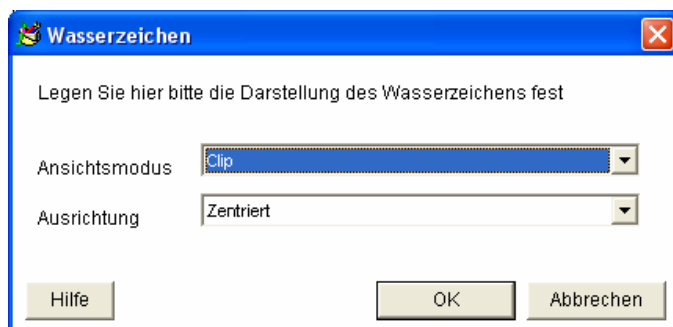 Wasserzeichen
Legen Sie hier bitte die Darstellung des Wasserzeichens fest
Ansichtsmodus Clip
Ausrichtung Zentriert
Hilfe OK Abbrechen